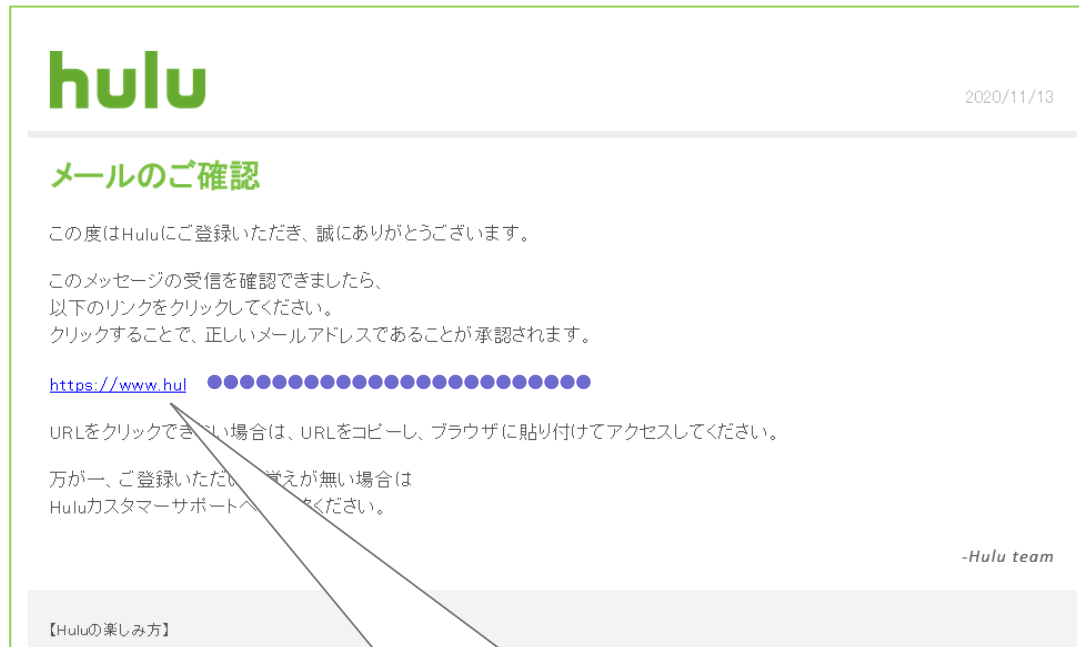 hulu
2020/11/13
メールのご確認
この度はHuluにご登録いただき、誠にありがとうございます。
このメッセージの受信を確認できましたら、
以下のリンクをクリックしてください。
クリックすることで、正しいメールアドレスであることが承認されます。
https://www.hul ●●●●●●●●●●●●●●●●●●●●●●●●
URLをクリックでき い場合は、URLをコピーし、ブラウザに貼り付けてアクセスしてください。
万が一、ご登録いただい 覚えが無い場合は
Huluカスタマーサポートへ ください。
-Hulu team
【Huluの楽しみ方】